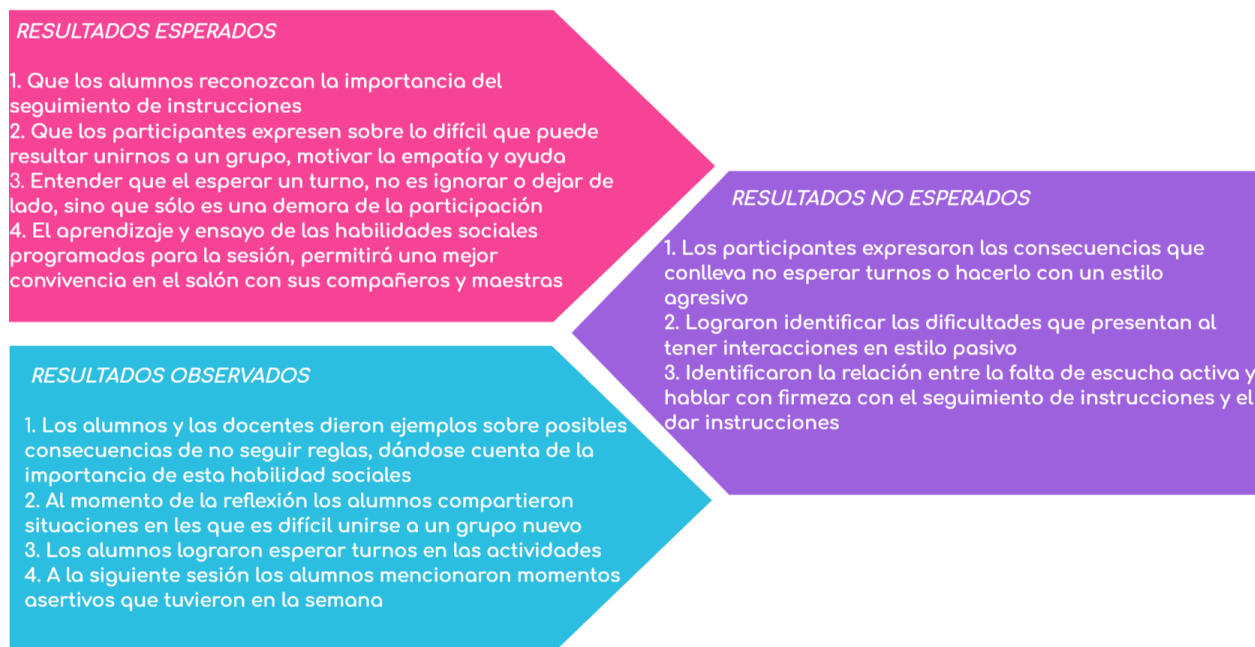 RESULTADOS ESPERADOS
1. Que los alumnos reconozcan la importancia del
seguimiento de instrucciones
2. Que los participantes expresen sobre lo difícil que puede
resultar unirnos a un grupo, motivar la empatía y ayuda
3. Entender que el esperar un turno, no es ignorar o dejar de
lado, sino que sólo es una demora de la participación
4. El aprendizaje y ensayo de las habilidades sociales
programadas para la sesión, permitirá una mejor
convivencia en el salón con sus compañeros y maestras
RESULTADOS NO ESPERADOS
1. Los participantes expresaron las consecuencias que
conlleva no esperar turnos o hacerlo con un estilo
agresivo
2. Lograron identificar las dificultades que presentan al
tener interacciones en estilo pasivo
3. Identificaron la relación entre la falta de escucha activa y
hablar con firmeza con el seguimiento de instrucciones y el
dar instrucciones
RESULTADOS OBSERVADOS
1. Los alumnos y las docentes dieron ejemplos sobre posibles
consecuencias de no seguir reglas, dándose cuenta de la
importancia de esta habilidad sociales
2. Al momento de la reflexión los alumnos compartieron
situaciones en les que es difícil unirse a un grupo nuevo
3. Los alumnos lograron esperar turnos en las actividades
4. A la siguiente sesión los alumnos mencionaron momentos
asertivos que tuvieron en la semana